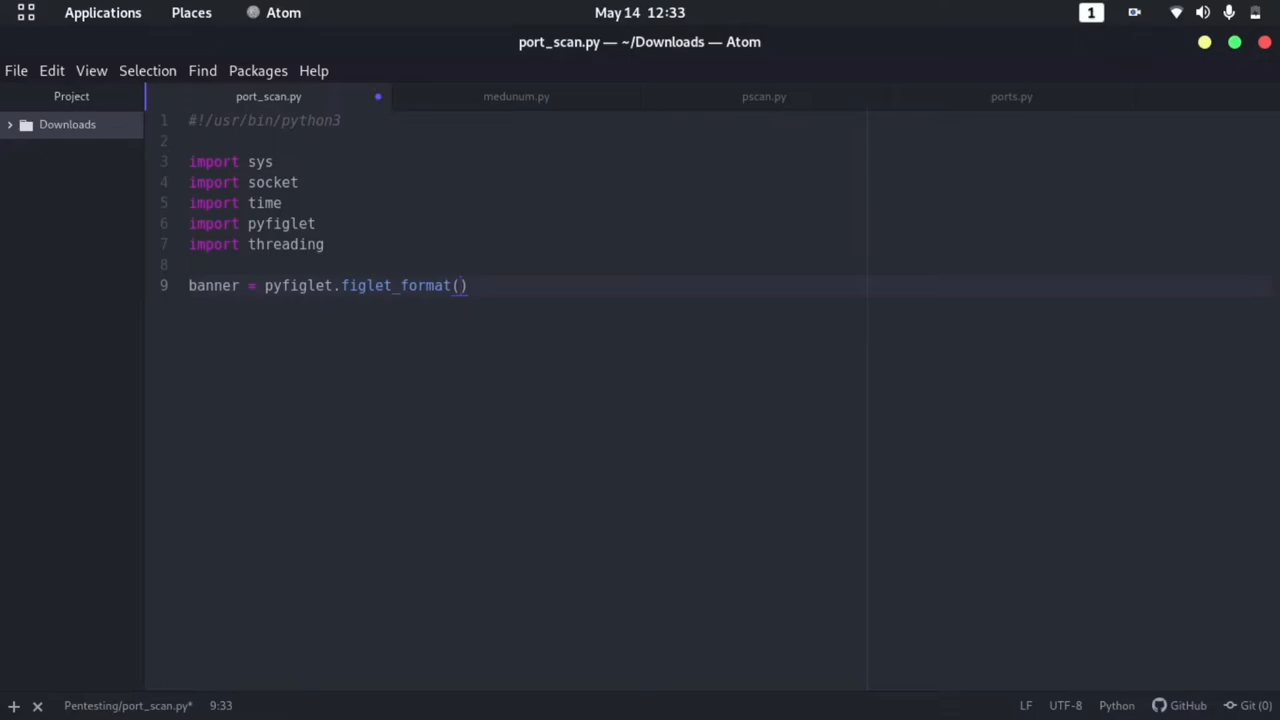 Applications Places Atom May 14 12:33 1
port_scan.py — ~/Downloads — Atom
File Edit View Selection Find Packages Help
Project port_scan.py medunum.py pscan.py ports.py
Downloads
1 #!/usr/bin/python3
2
3 import sys
4 import socket
5 import time
6 import pyfiglet
7 import threading
8
9 banner = pyfiglet.figlet_format()
Pentesting/port_scan.py* 9:33 LF UTF-8 Python GitHub Git (0)